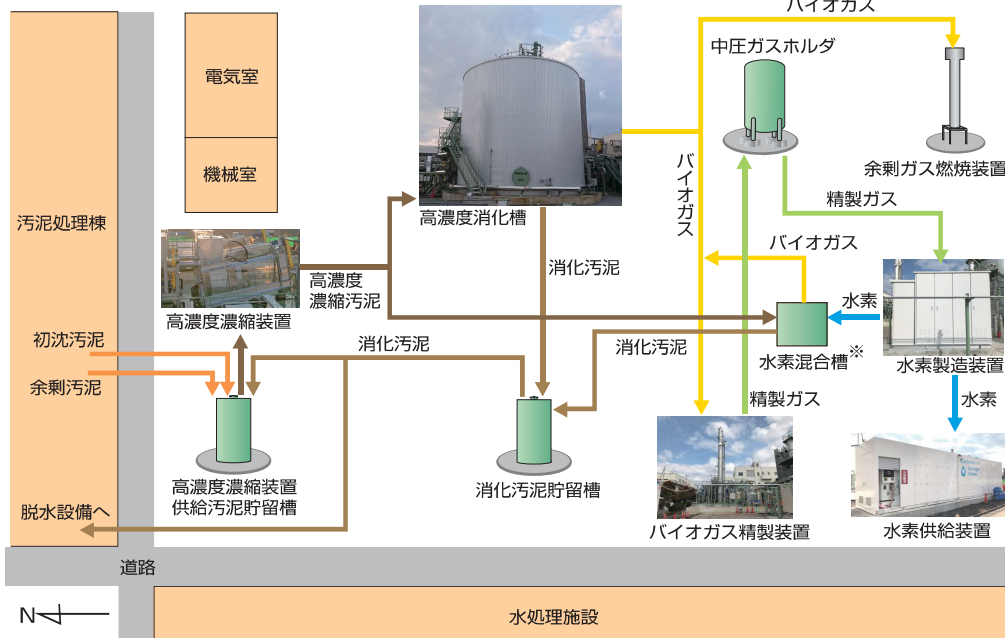 バイオガス
中圧ガスホルダ
電気室
余剰ガス燃焼装置
機械室
バイオガス
精製ガス
高濃度消化槽
汚泥処理棟
バイオガス
消化汚泥
高濃度
濃縮汚泥
水素
高濃度濃縮装置
初沈汚泥
消化汚泥
消化汚泥
水素混合槽※
水素製造装置
余剰汚泥
精製ガス
水素
高濃度濃縮装置
供給汚泥貯留槽
消化汚泥貯留槽
脱水設備へ
バイオガス精製装置
水素供給装置
道路
N
水処理施設